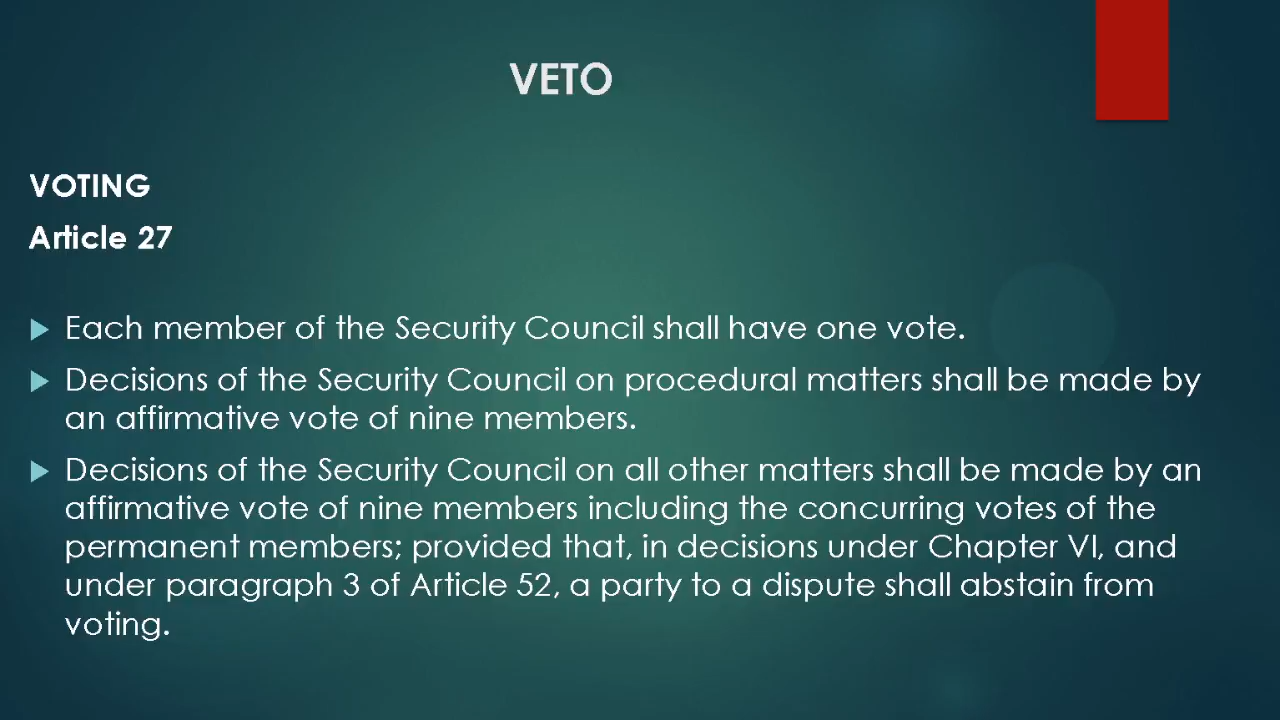 VETO
VOTING
Article 27
Each member of the Security Council shall have one vote.
Decisions of the Security Council on procedural matters shall be made by
an affirmative vote of nine members.
Decisions of the Security Council on all other matters shall be made by an
affirmative vote of nine members including the concurring votes of the
permanent members; provided that, in decisions under Chapter VI, and
under paragraph 3 of Article 52, a party to a dispute shall abstain from
voting.